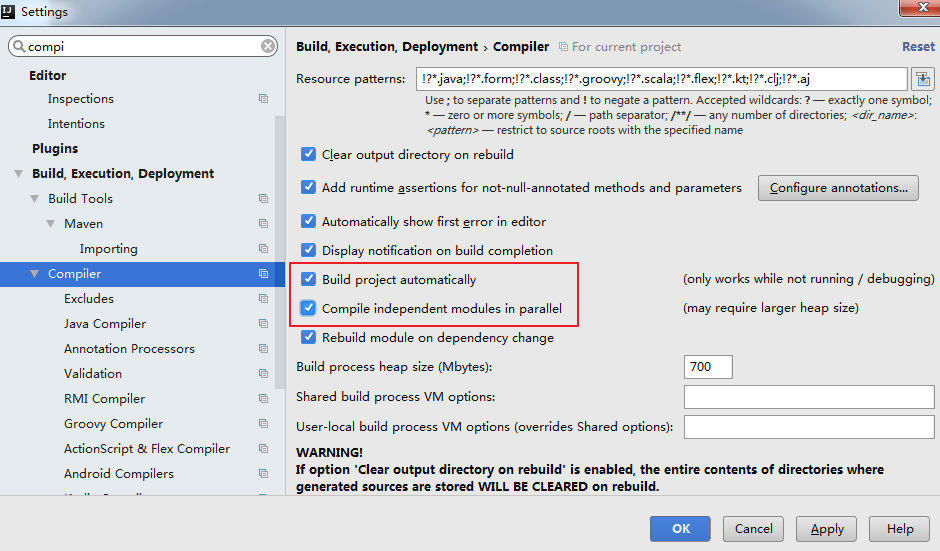 Settings
compi
Editor
Inspections
Intentions
Plugins
Build, Execution, Deployment
Build Tools
Maven
Importing
Compiler
Excludes
Java Compiler
Annotation Processors
Validation
RMI Compiler
Groovy Compiler
ActionScript & Flex Compiler
Android Compilers
Build, Execution, Deployment › Compiler For current project Reset
Resource patterns: !?*.java;!?*.form;!?*.class;!?*.groovy;!?*.scala;!?*.flex;!?*.kt;!?*.clj;!?*.aj
Use ; to separate patterns and ! to negate a pattern. Accepted wildcards: ? — exactly one symbol;
* — zero or more symbols; / — path separator; /**/ — any number of directories; <dir_name>:
<pattern> — restrict to source roots with the specified name
Clear output directory on rebuild
Add runtime assertions for not-null-annotated methods and parameters Configure annotations...
Automatically show first error in editor
Display notification on build completion
Build project automatically (only works while not running / debugging)
Compile independent modules in parallel (may require larger heap size)
Rebuild module on dependency change
Build process heap size (Mbytes): 700
Shared build process VM options:
User-local build process VM options (overrides Shared options):
WARNING!
If option 'Clear output directory on rebuild' is enabled, the entire contents of directories where
generated sources are stored WILL BE CLEARED on rebuild.
OK Cancel Apply Help